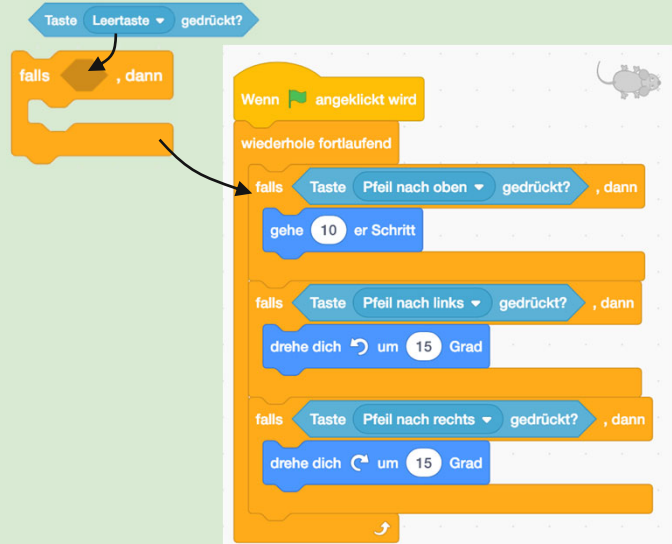 Taste Leertaste gedrückt?
falls , dann
Wenn angeklickt wird
wiederhole fortlaufend
falls Taste Pfeil nach oben gedrückt? , dann
gehe 10 er Schritt
falls Taste Pfeil nach links gedrückt? , dann
drehe dich um 15 Grad
falls Taste Pfeil nach rechts gedrückt? , dann
drehe dich um 15 Grad